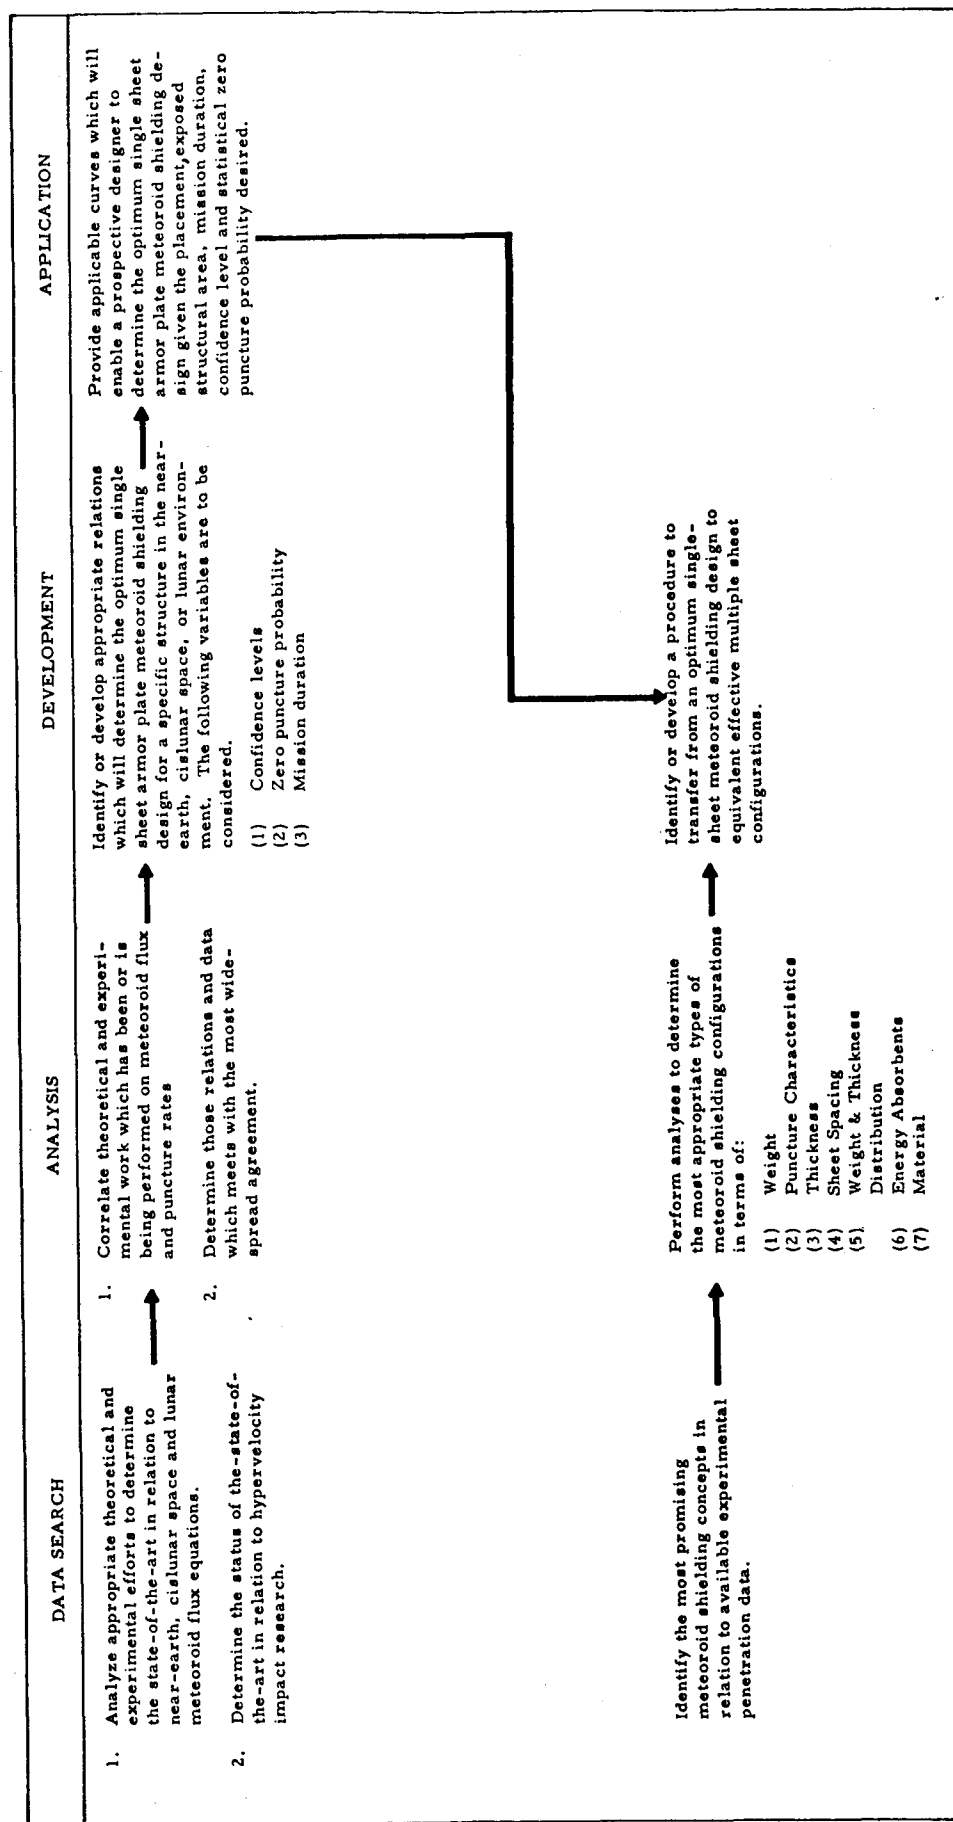 DATA SEARCH
ANALYSIS
DEVELOPMENT
APPLICATION
1. Analyze appropriate theoretical and
experimental efforts to determine
the state-of-the-art in relation to
near-earth, cislunar space and lunar
meteoroid flux equations.
2. Determine the status of the-state-of-
the-art in relation to hypervelocity
impact research.
1. Correlate theoretical and experi-
mental work which has been or is
being performed on meteoroid flux
and puncture rates
2. Determine those relations and data
which meets with the most wide-
spread agreement.
Identify or develop appropriate relations
which will determine the optimum single
sheet armor plate meteoroid shielding
design for a specific structure in the near-
earth, cislunar space, or lunar environ-
ment. The following variables are to be
considered.
(1) Confidence levels
(2) Zero puncture probability
(3) Mission duration
Provide applicable curves which will
enable a prospective designer to
determine the optimum single sheet
armor plate meteoroid shielding de-
sign given the placement, exposed
structural area, mission duration,
confidence level and statistical zero
puncture probability desired.
Identify the most promising
meteoroid shielding concepts in
relation to available experimental
penetration data.
Perform analyses to determine
the most appropriate types of
meteoroid shielding configurations
in terms of:
(1) Weight
(2) Puncture Characteristics
(3) Thickness
(4) Sheet Spacing
(5) Weight & Thickness
Distribution
(6) Energy Absorbents
(7) Material
Identify or develop a procedure to
transfer from an optimum single-
sheet meteoroid shielding design to
equivalent effective multiple sheet
configurations.